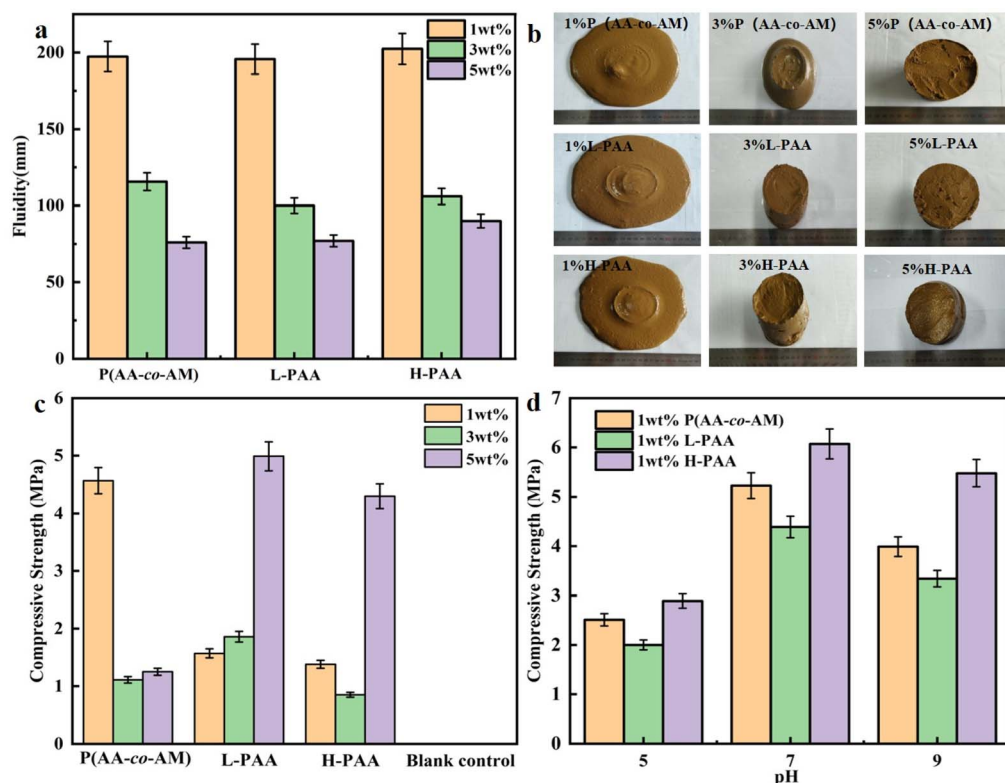 a
1wt%
3wt%
5wt%
200
150
100
50
0
Fluidity(mm)
P(AA-co-AM)
L-PAA
H-PAA
b
1%P（AA-co-AM)
3%P（AA-co-AM)
5%P（AA-co-AM)
1%L-PAA
3%L-PAA
5%L-PAA
1%H-PAA
3%H-PAA
5%H-PAA
c
1wt%
3wt%
5wt%
6
5
4
3
2
1
0
Compressive Strength (MPa)
P(AA-co-AM)
L-PAA
H-PAA
Blank control
d
1wt% P(AA-co-AM)
1wt% L-PAA
1wt% H-PAA
7
6
5
4
3
2
1
0
Compressive Strength (MPa)
5
7
9
pH